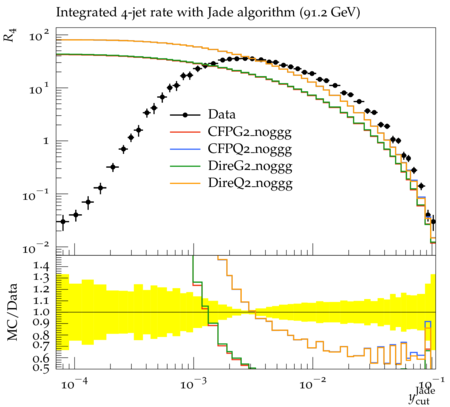 Integrated 4-jet rate with Jade algorithm (91.2 GeV)
R4
10^2
10^1
1
10^−1
10^−2
Data
CFPG2_noggg
CFPQ2_noggg
DireG2_noggg
DireQ2_noggg
MC/Data
1.4
1.3
1.2
1.1
1.0
0.9
0.8
0.7
0.6
0.5
10^−4 10^−3 10^−2 10^−1
y_cut^Jade